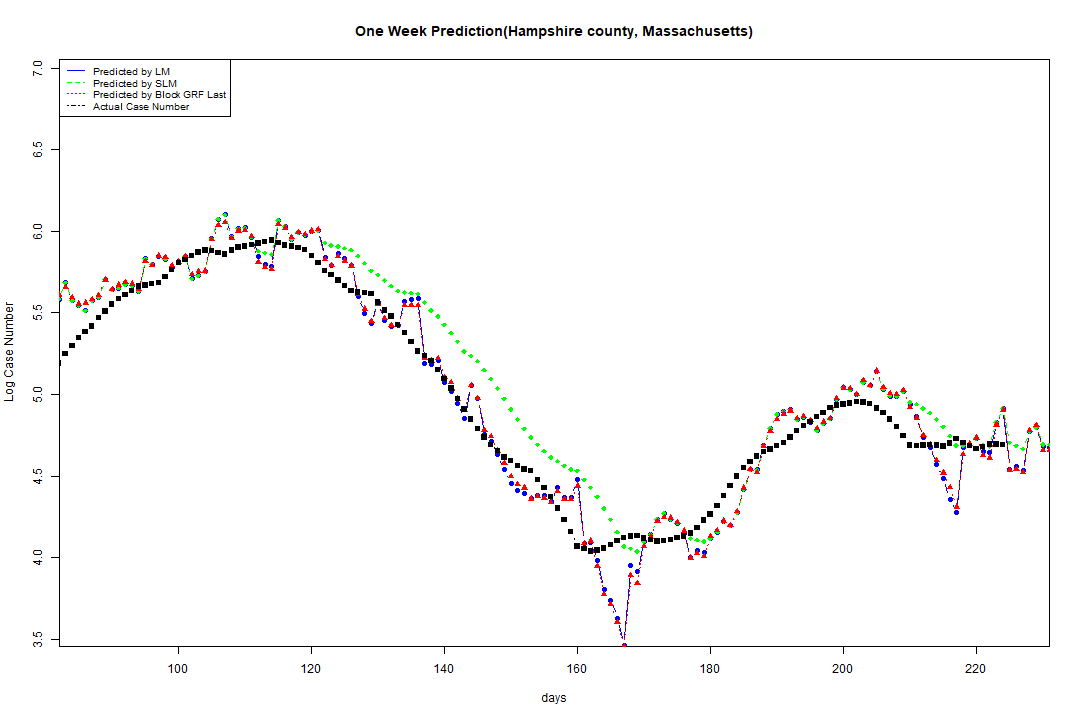 One Week Prediction(Hampshire county, Massachusetts)
Predicted by LM
Predicted by SLM
Predicted by Block GRF Last
Actual Case Number
7.0
6.5
6.0
5.5
5.0
4.5
4.0
3.5
Log Case Number
100 120 140 160 180 200 220
days